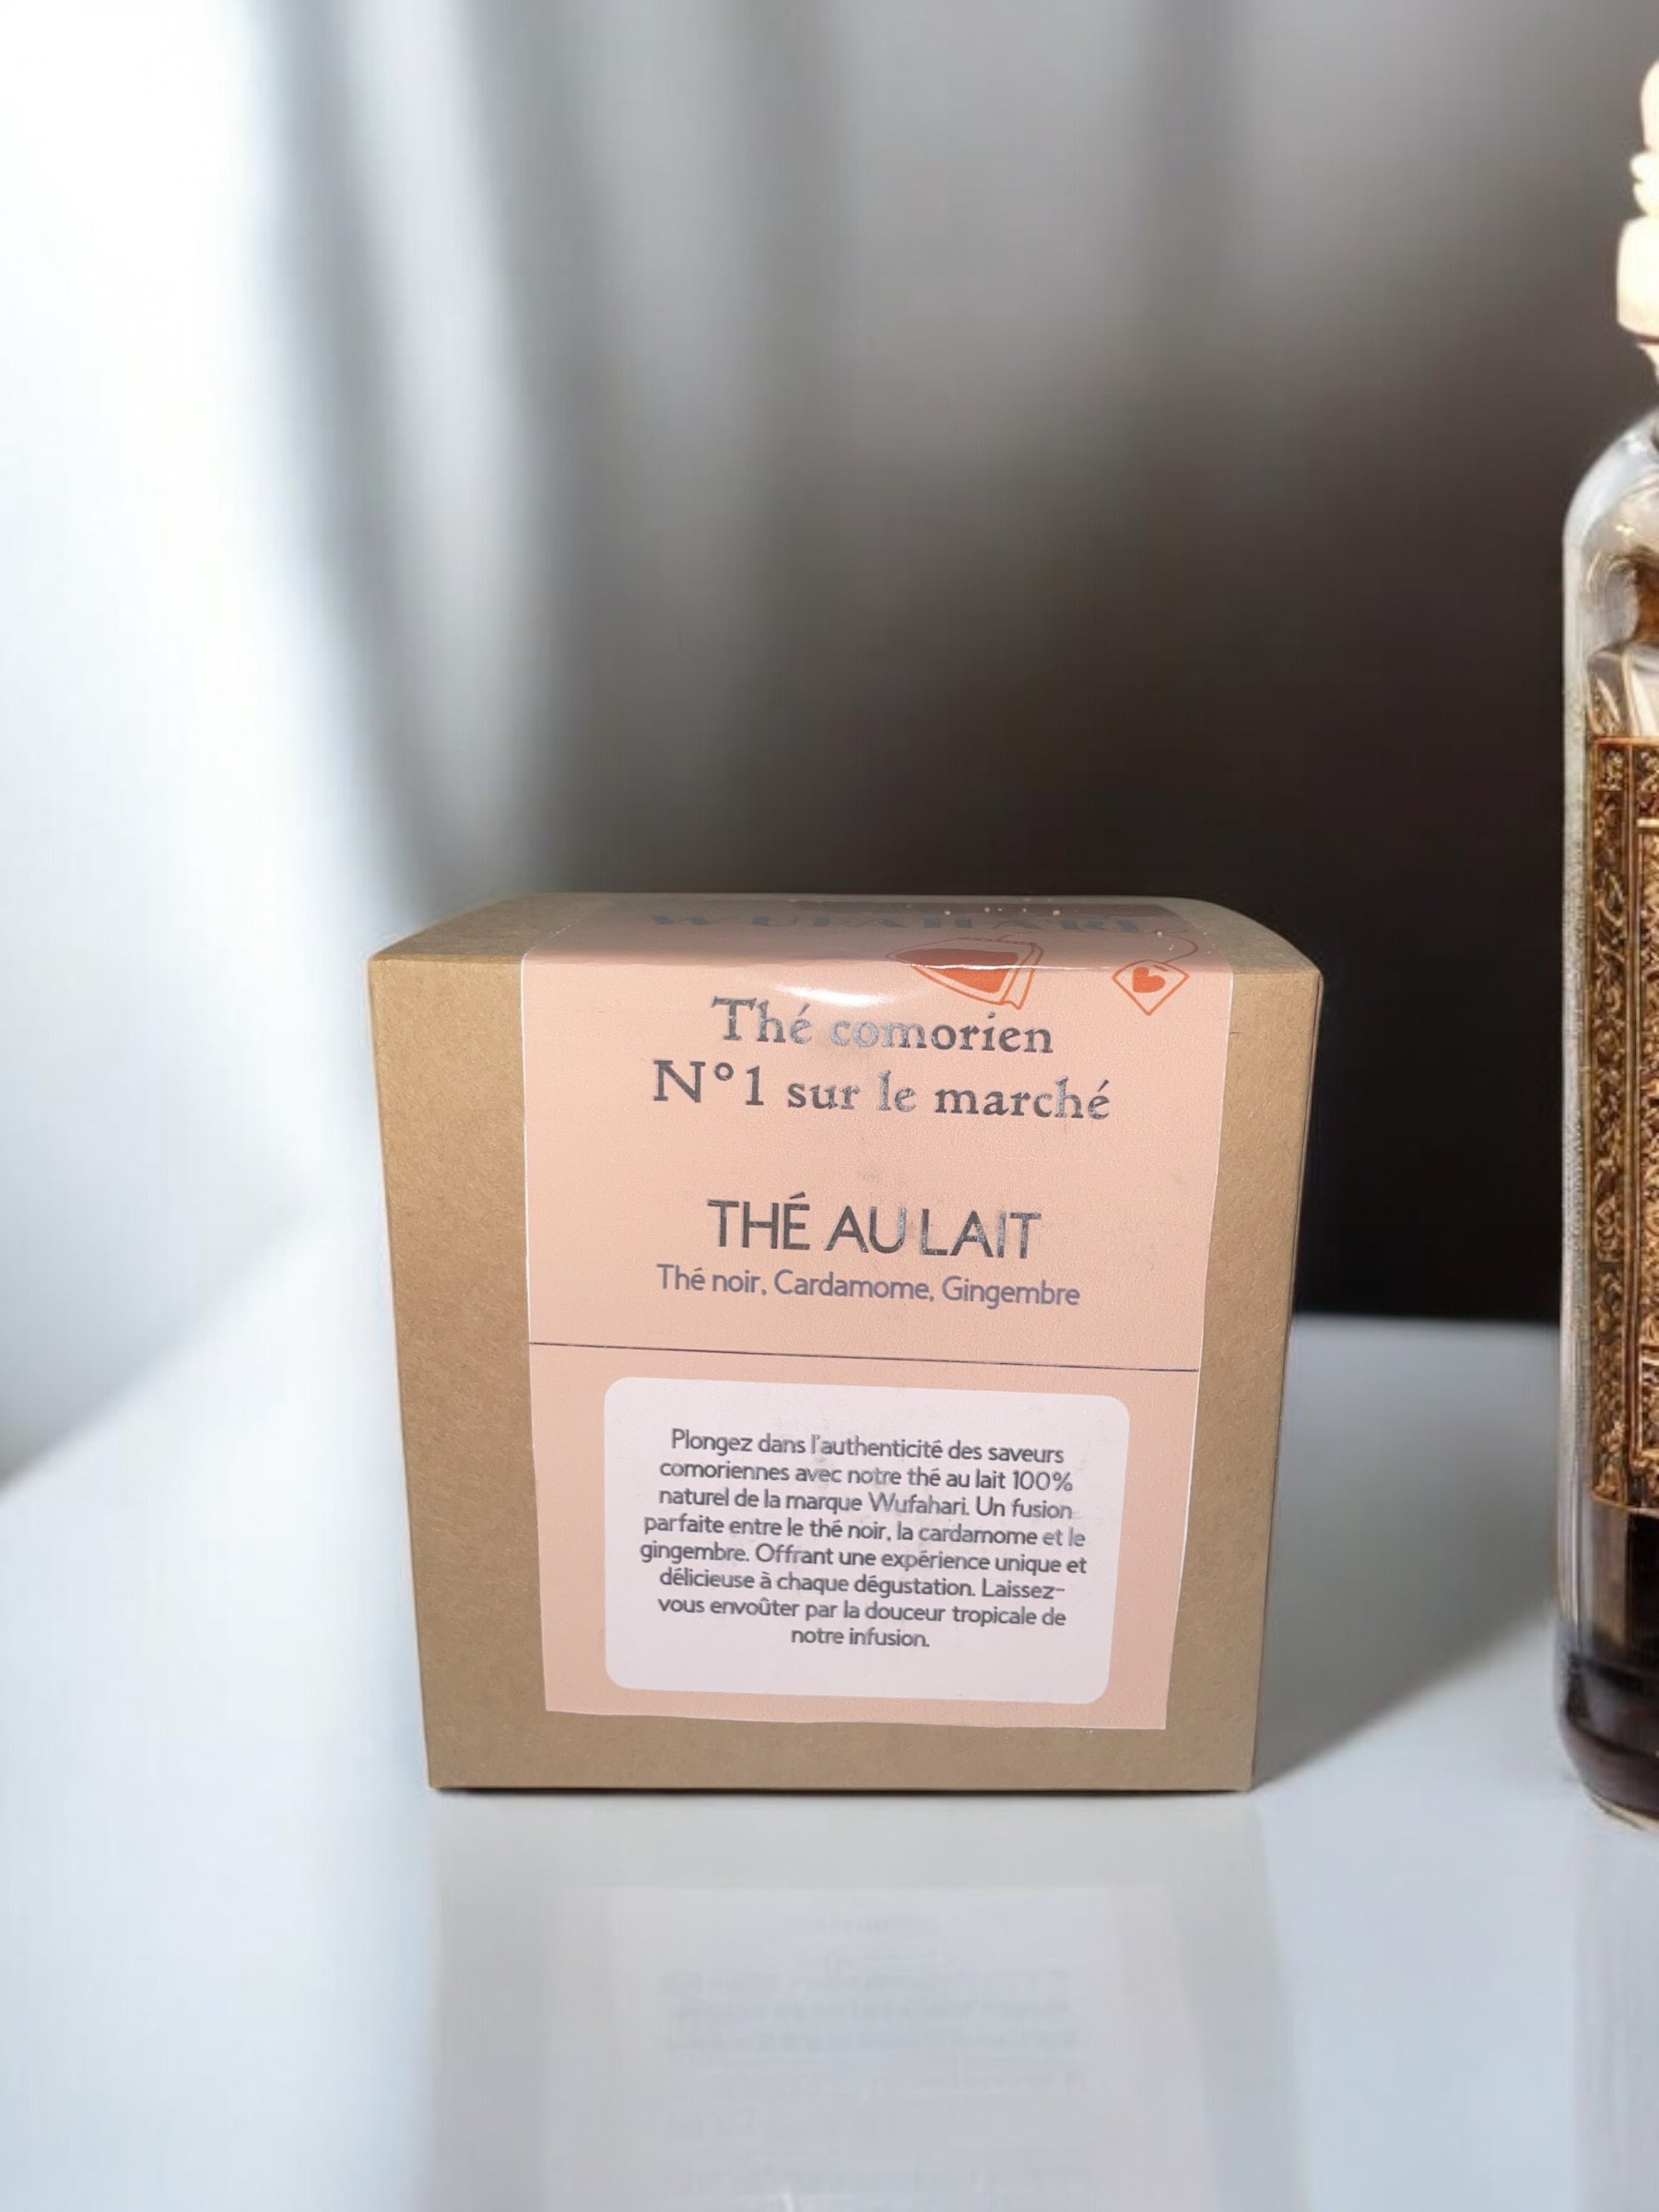 WUFAHARI
Thé comorien
N°1 sur le marché
THÉ AU LAIT
Thé noir, Cardamome, Gingembre
Plongez dans l'authenticité des saveurs
comoriennes avec notre thé au lait 100%
naturel de la marque Wufahari. Un fusion
parfaite entre le thé noir, la cardamome et le
gingembre. Offrant une expérience unique et
délicieuse à chaque dégustation. Laissez-
vous envoûter par la douceur tropicale de
notre infusion.